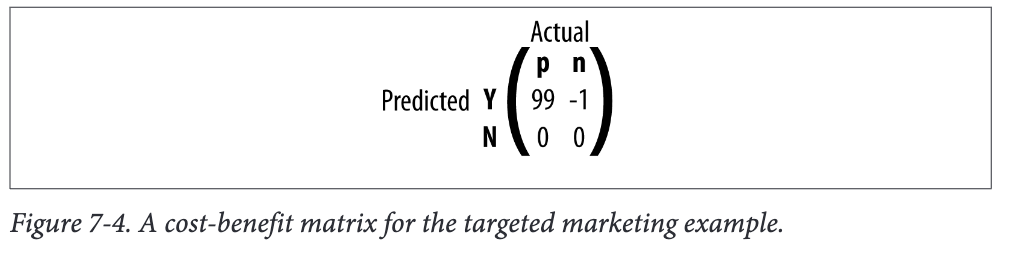 Actual
p n
Predicted Y 99 -1
N 0 0
Figure 7-4. A cost-benefit matrix for the targeted marketing example.